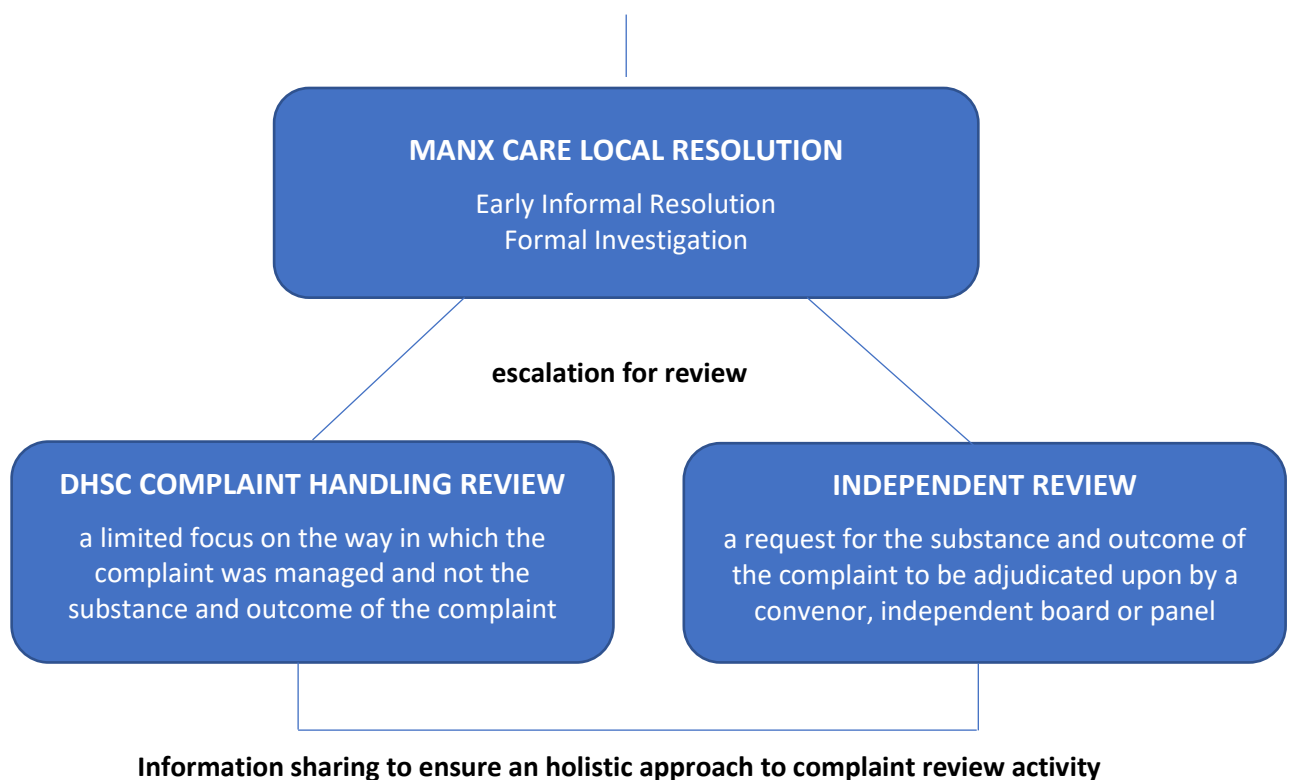 MANX CARE LOCAL RESOLUTION
Early Informal Resolution
Formal Investigation
escalation for review
DHSC COMPLAINT HANDLING REVIEW
a limited focus on the way in which the
complaint was managed and not the
substance and outcome of the complaint
INDEPENDENT REVIEW
a request for the substance and outcome of
the complaint to be adjudicated upon by a
convenor, independent board or panel
Information sharing to ensure an holistic approach to complaint review activity